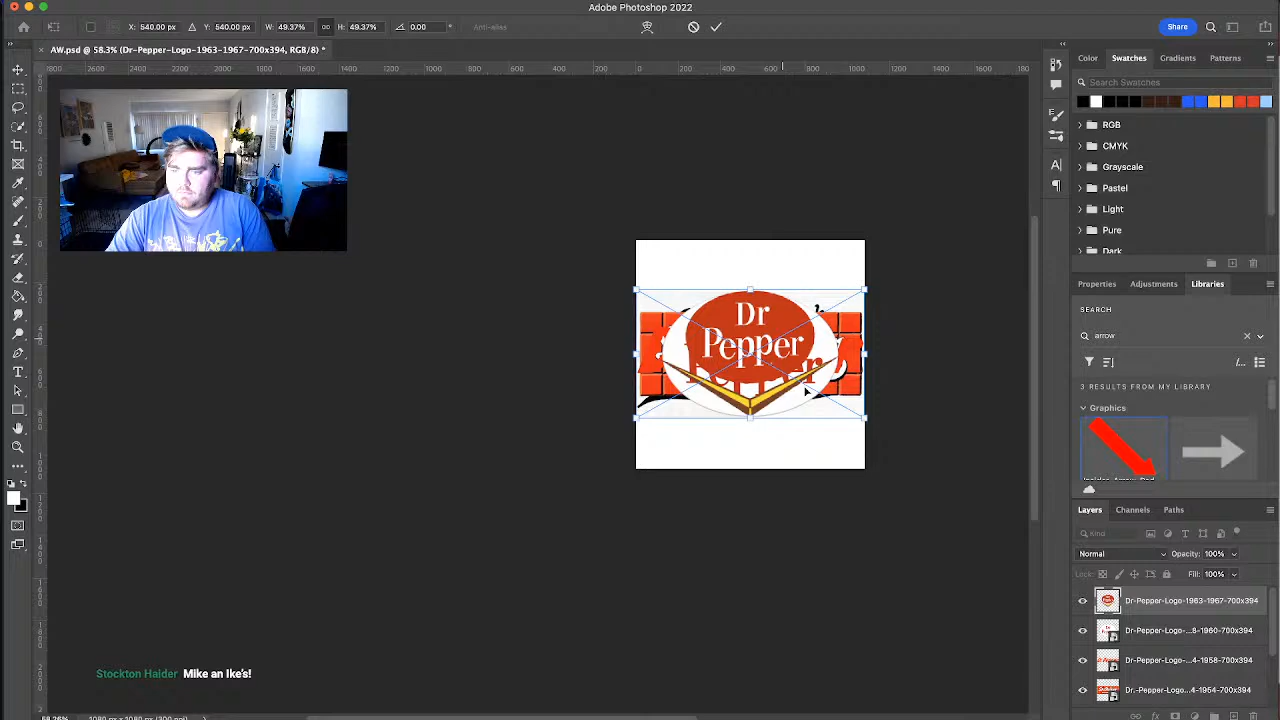 Adobe Photoshop 2022
X: 540.00 px Y: 540.00 px W: 49.37% H: 49.37% 0.00 ° Anti-alias Share
AW.psd @ 58.3% (Dr-Pepper-Logo-1963-1967-700x394, RGB/8) *
Color Swatches Gradients Patterns
Search Swatches
RGB
CMYK
Grayscale
Pastel
Light
Pure
Dark
Dr
Pepper
Properties Adjustments Libraries
SEARCH
arrow
3 RESULTS FROM MY LIBRARY
Graphics
Layers Channels Paths
Kind
Normal Opacity: 100%
Lock: Fill: 100%
Dr-Pepper-Logo-1963-1967-700x394
Dr-Pepper-Logo-...8-1960-700x394
Dr-Pepper-Logo-...4-1958-700x394
Dr-Pepper-Logo-...4-1954-700x394
Stockton Haider Mike an Ike's!